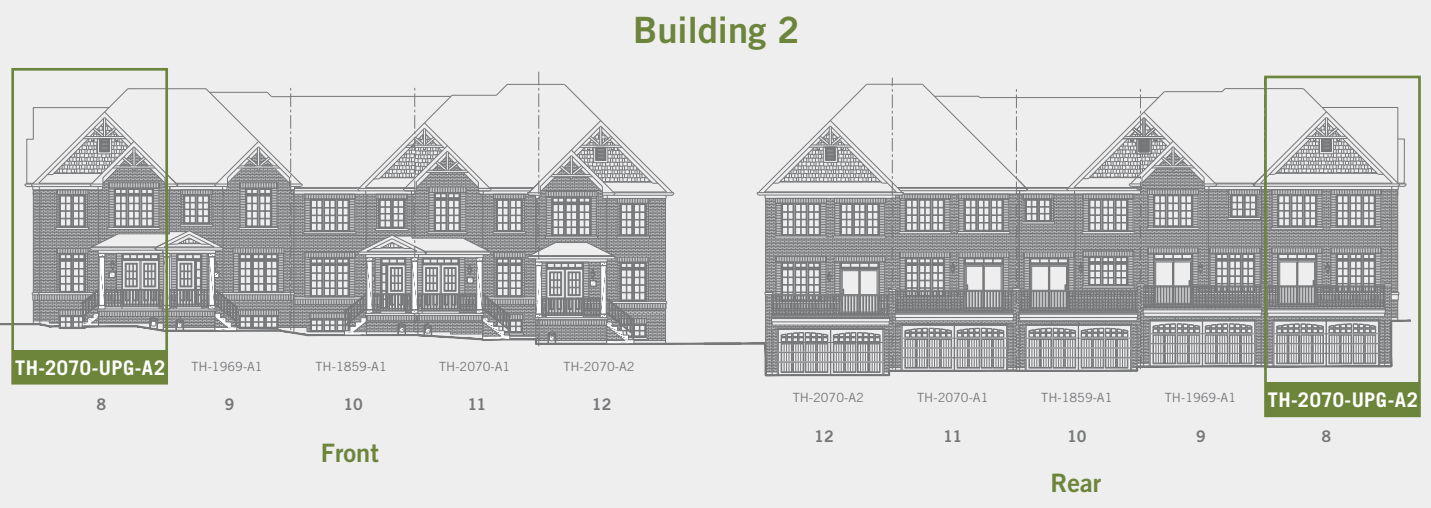 Building 2
TH-2070-UPG-A2 TH-1969-A1 TH-1859-A1 TH-2070-A1 TH-2070-A2
8 9 10 11 12
Front
TH-2070-A2 TH-2070-A1 TH-1859-A1 TH-1969-A1 TH-2070-UPG-A2
12 11 10 9 8
Rear